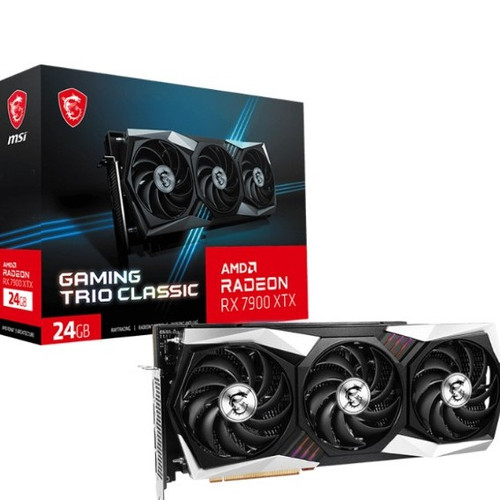 msi
AMD
RADEON
RX 7900 XTX
24GB
GAMING
TRIO CLASSIC
24GB
AMD
RADEON
RX 7900 XTX